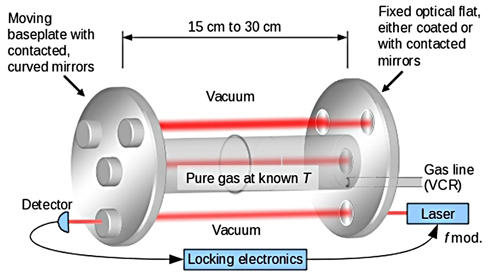 Moving
baseplate with
contacted,
curved mirrors
15 cm to 30 cm
Fixed optical flat,
either coated or
with contacted
mirrors
Vacuum
Pure gas at known T
Gas line
(VCR)
Detector
Laser
Vacuum
f mod.
Locking electronics